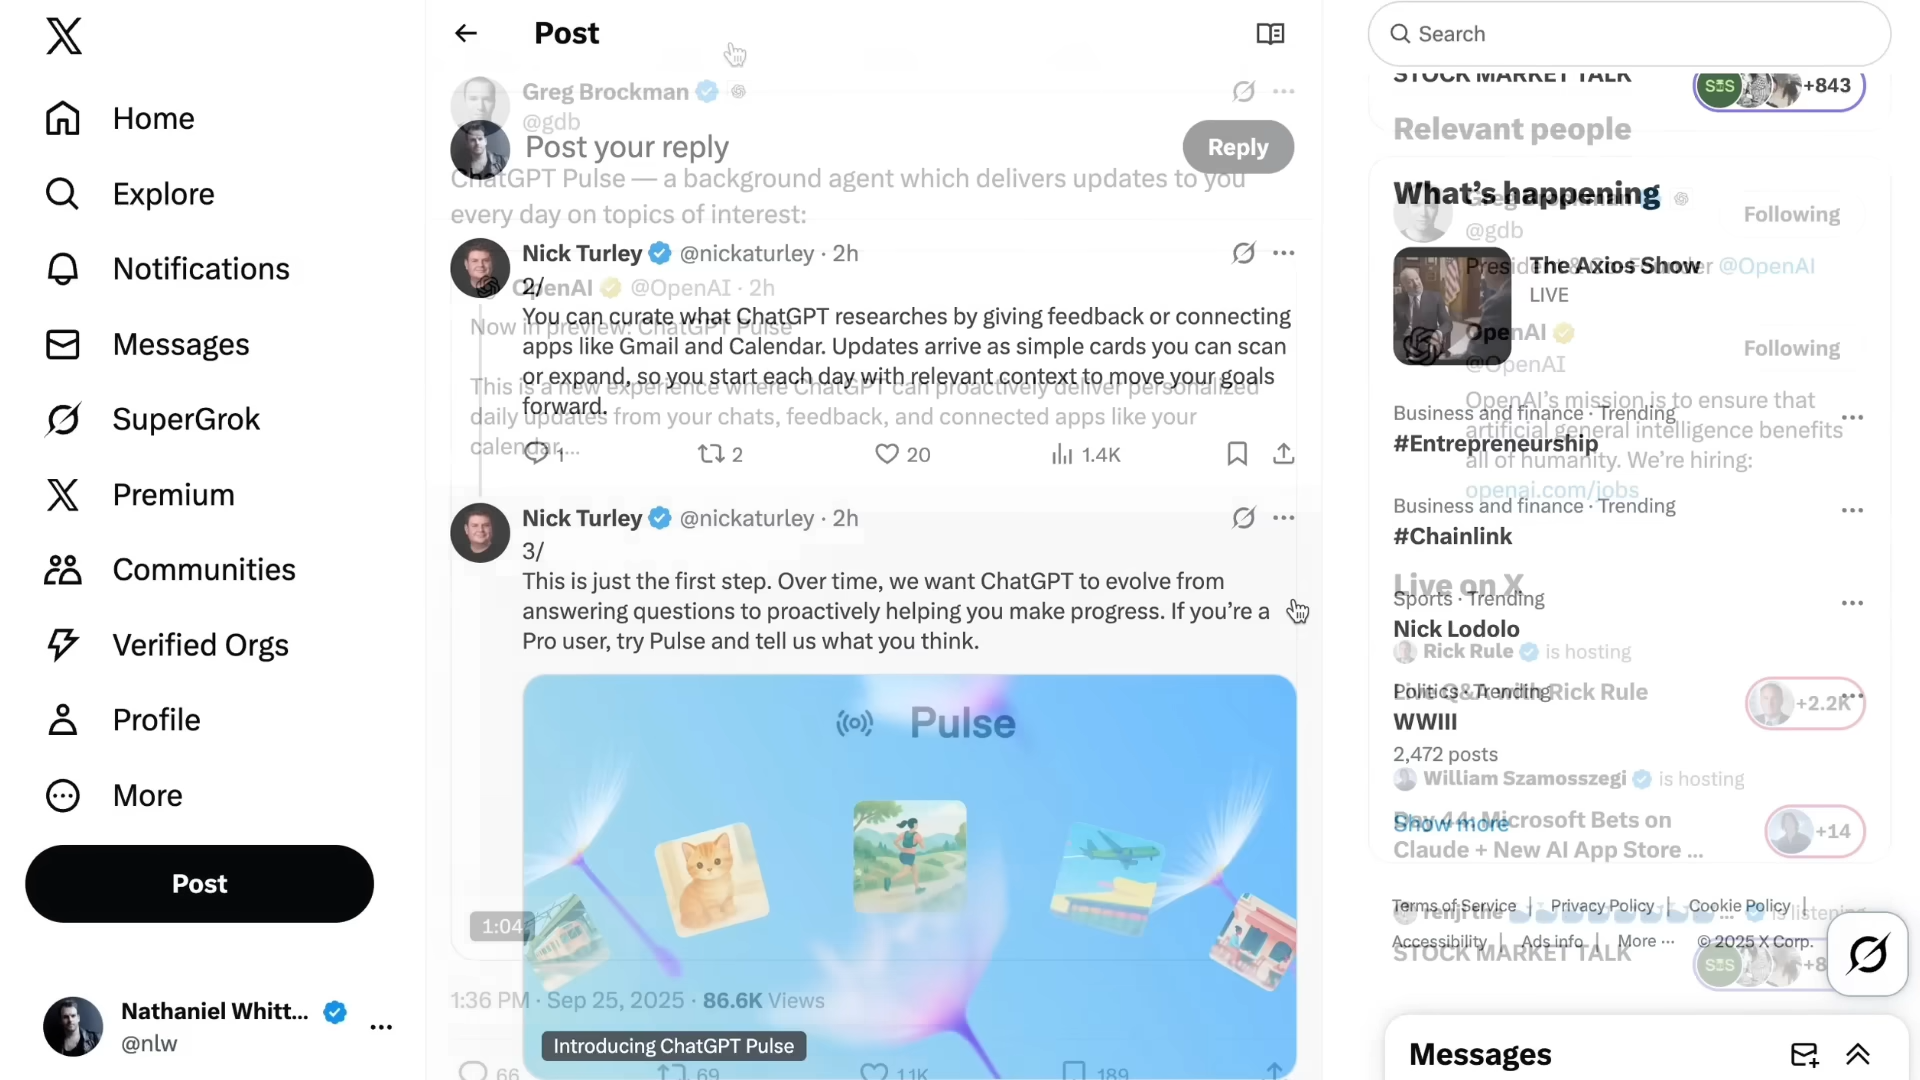 Home
Explore
Notifications
Messages
SuperGrok
Premium
Communities
Verified Orgs
Profile
More
Post
Nathaniel Whitt...
@nlw
Post
Greg Brockman
@gdb
Post your reply
Reply
ChatGPT Pulse — a background agent which delivers updates to you
every day on topics of interest:
Nick Turley @nickaturley · 2h
2/
You can curate what ChatGPT researches by giving feedback or connecting
apps like Gmail and Calendar. Updates arrive as simple cards you can scan
or expand, so you start each day with relevant context to move your goals
forward.
1 2 20 1.4K
OpenAI @OpenAI · 2h
Now in preview: ChatGPT Pulse
This is a new experience where ChatGPT can proactively deliver personalized
daily updates from your chats, feedback, and connected apps like your
calendar,...
Nick Turley @nickaturley · 2h
3/
This is just the first step. Over time, we want ChatGPT to evolve from
answering questions to proactively helping you make progress. If you're a
Pro user, try Pulse and tell us what you think.
Pulse
1:04
1:36 PM · Sep 25, 2025 · 86.6K Views
Introducing ChatGPT Pulse
66 69 1.1K 189
Search
STOCK MARKET TALK
S=S
+843
What's happening
The Axios Show
LIVE
Business and finance · Trending
#Entrepreneurship
Business and finance · Trending
#Chainlink
Sports · Trending
Nick Lodolo
Politics · Trending
WWIII
2,472 posts
Show more
Terms of Service | Privacy Policy | Cookie Policy |
Accessibility | Ads info | More ··· © 2025 X Corp.
Relevant people
Greg Brockman
@gdb
Following
President & Co-Founder @OpenAI
OpenAI
@OpenAI
Following
OpenAI's mission is to ensure that
artificial general intelligence benefits
all of humanity. We're hiring:
openai.com/jobs
Live on X
Rick Rule is hosting
Live Q&A with Rick Rule
+2.2K
William Szamosszegi is hosting
Day 44: Microsoft Bets on
Claude + New AI App Store ...
+14
is listening
STOCK MARKET TALK
S=S
+8
Messages